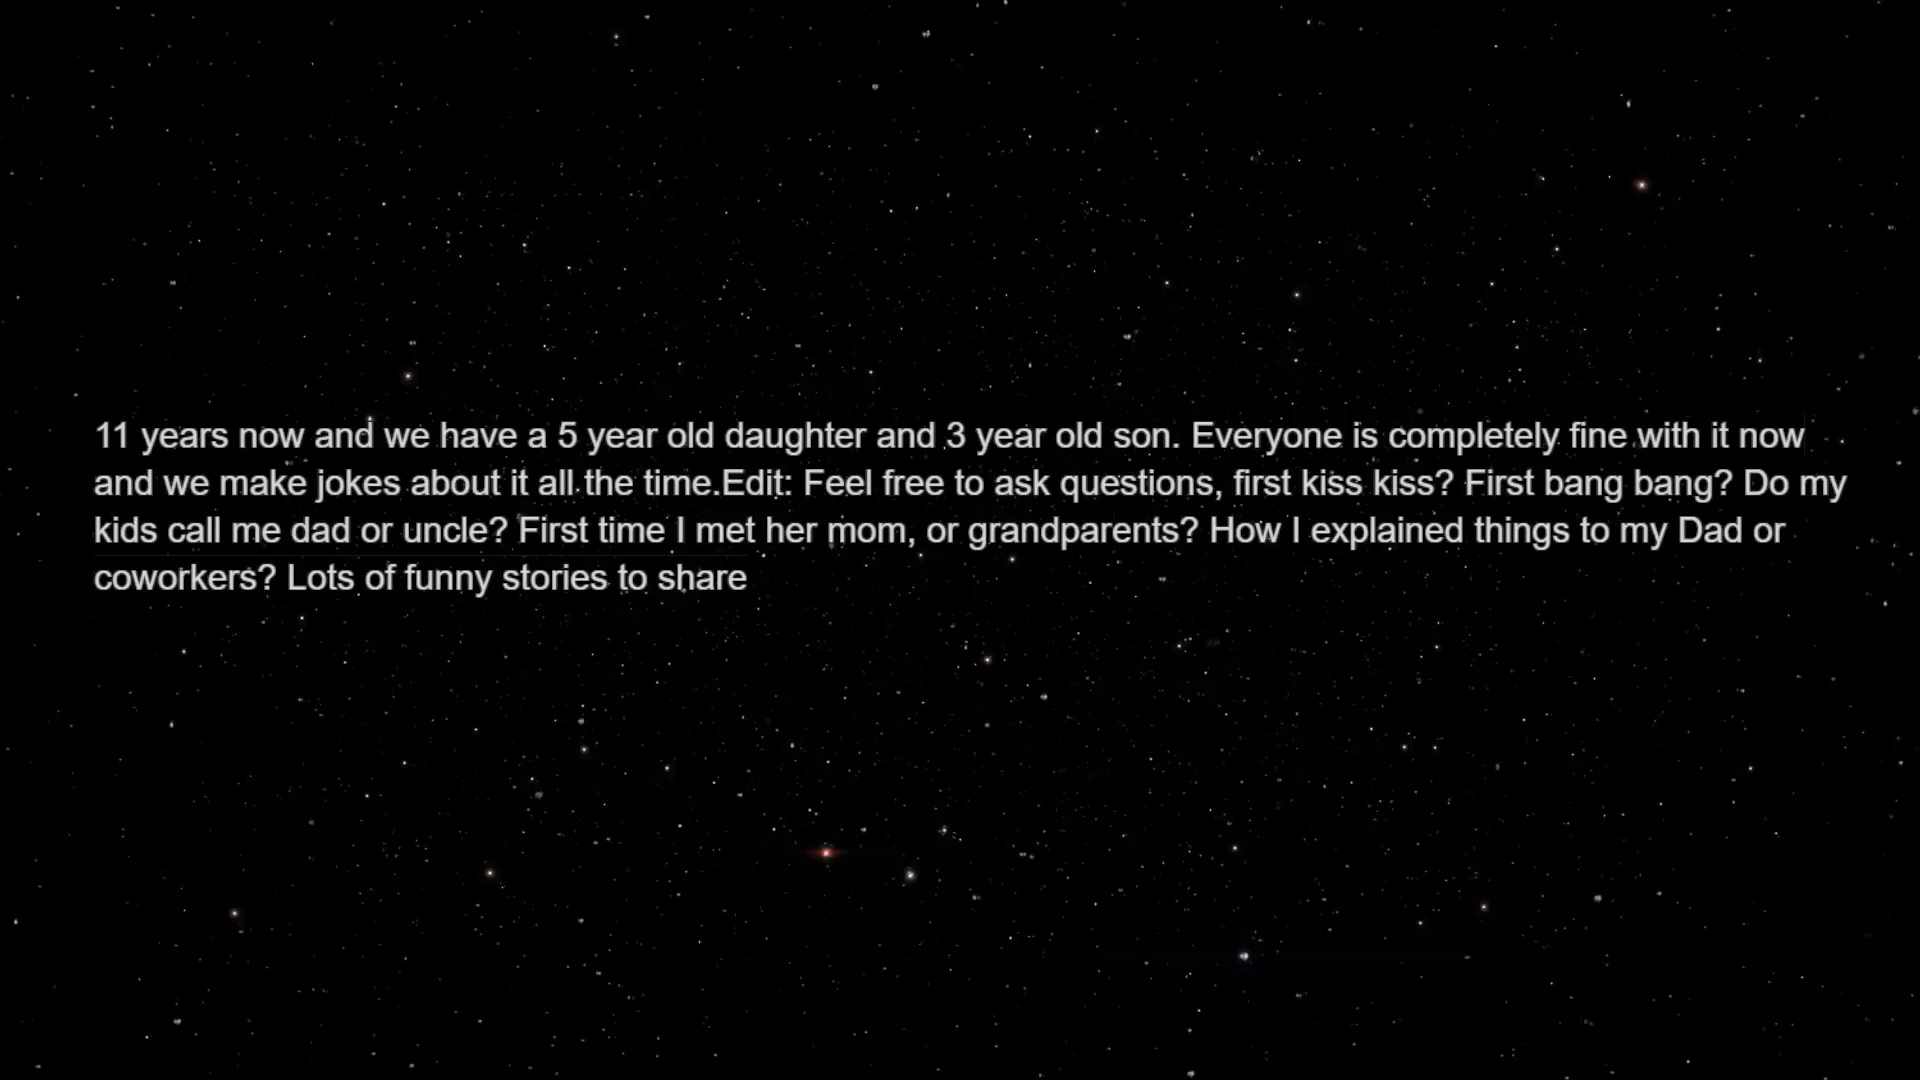 11 years now and we have a 5 year old daughter and 3 year old son. Everyone is completely fine with it now
and we make jokes about it all the time.Edit: Feel free to ask questions, first kiss kiss? First bang bang? Do my
kids call me dad or uncle? First time I met her mom, or grandparents? How I explained things to my Dad or
coworkers? Lots of funny stories to share